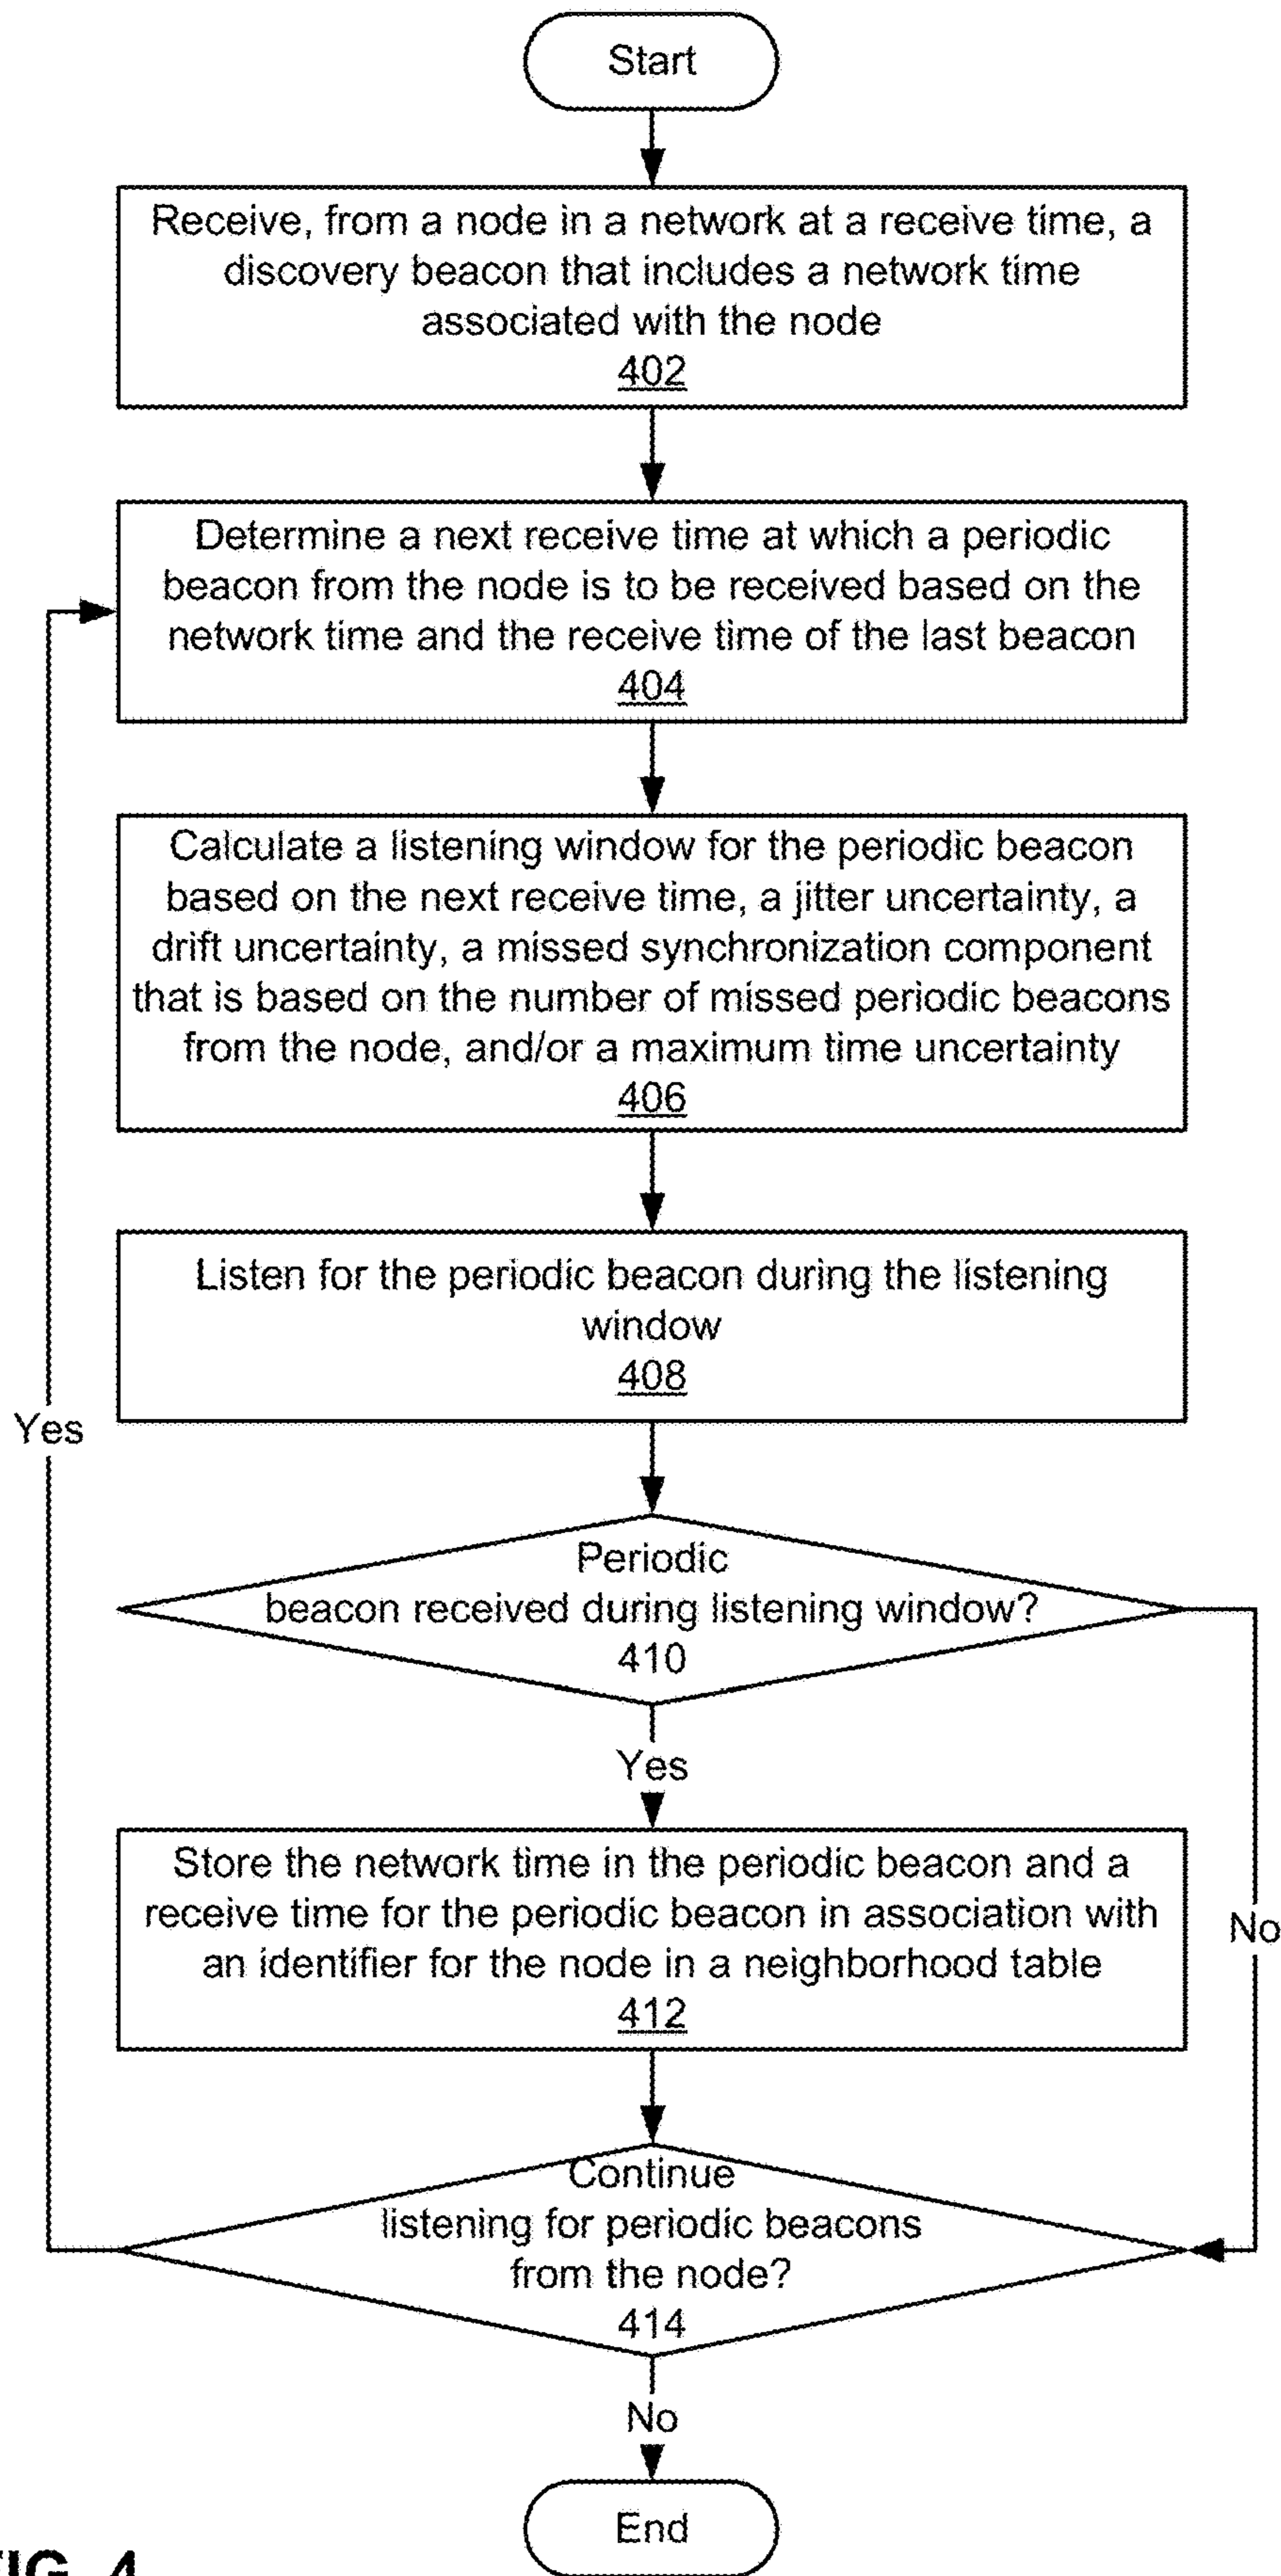 Start
Receive, from a node in a network at a receive time, a
discovery beacon that includes a network time
associated with the node
402
Determine a next receive time at which a periodic
beacon from the node is to be received based on the
network time and the receive time of the last beacon
404
Calculate a listening window for the periodic beacon
based on the next receive time, a jitter uncertainty, a
drift uncertainty, a missed synchronization component
that is based on the number of missed periodic beacons
from the node, and/or a maximum time uncertainty
406
Listen for the periodic beacon during the listening
window
408
Yes
Periodic
beacon received during listening window?
410
Yes
Store the network time in the periodic beacon and a
receive time for the periodic beacon in association with
an identifier for the node in a neighborhood table
412
No
Continue
listening for periodic beacons
from the node?
414
No
End
FIG. 4